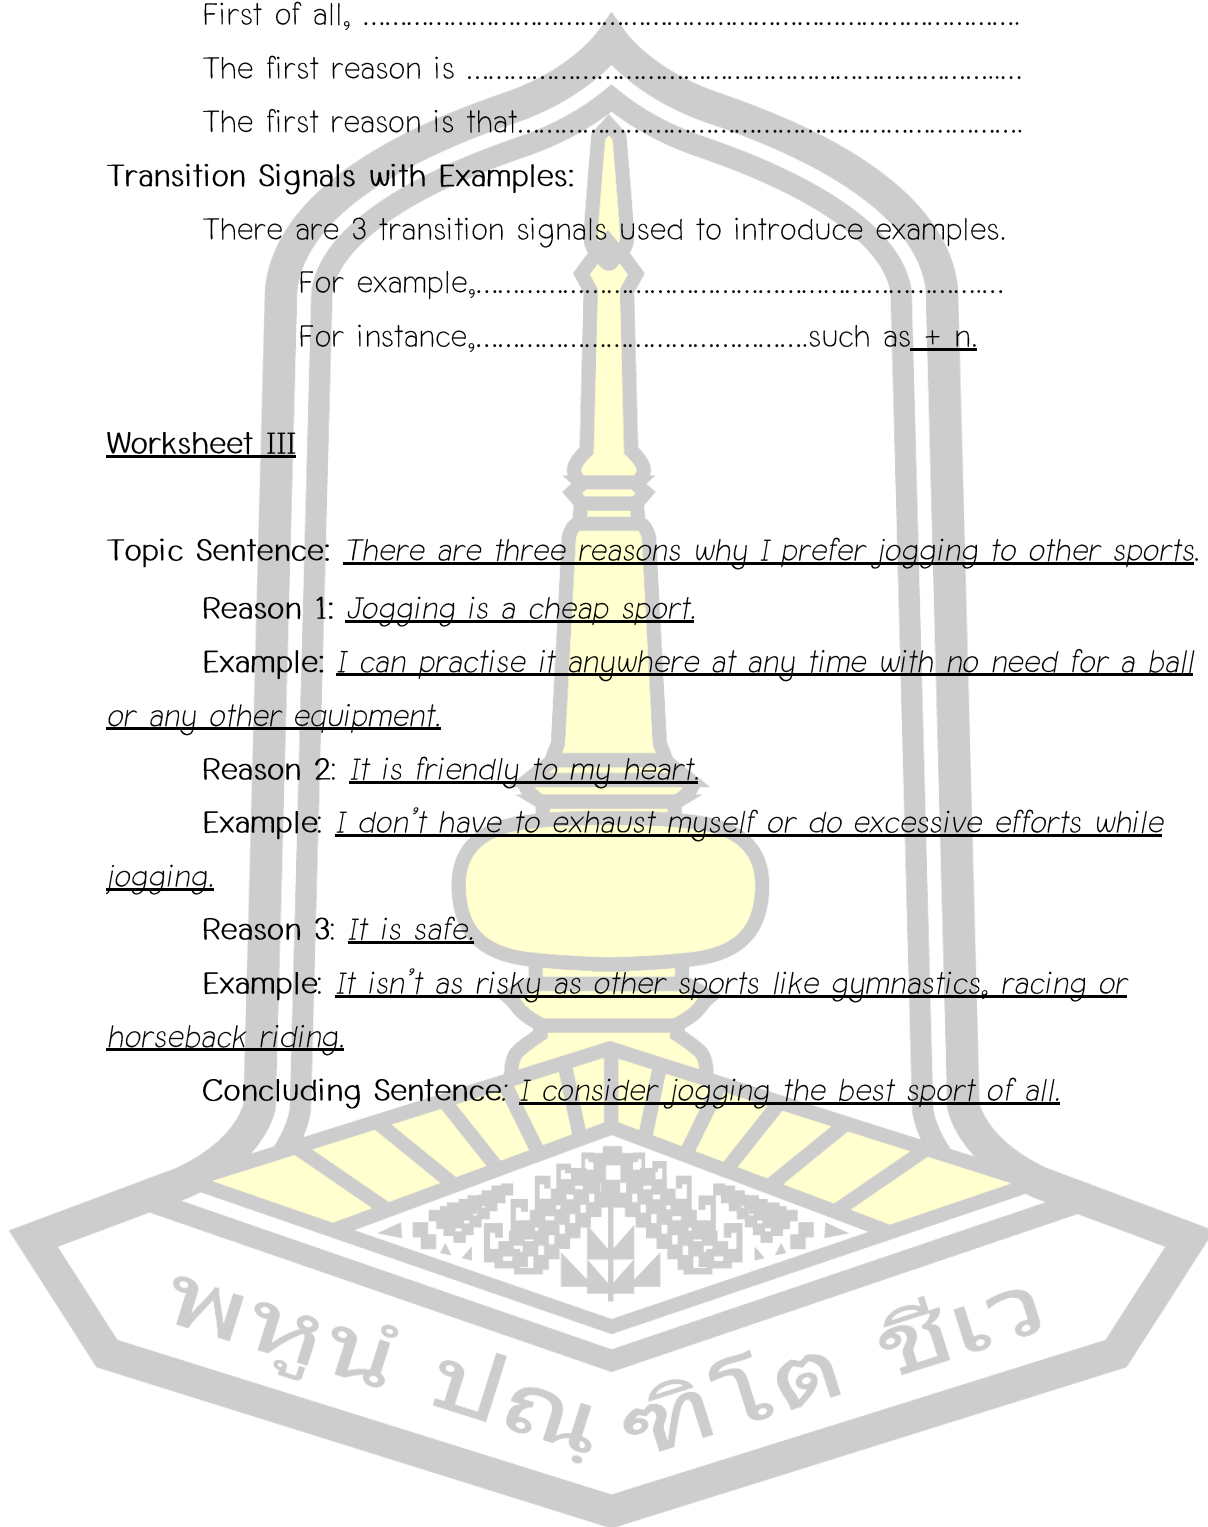 First of all, ……………………………………………………………………………….
The first reason is …………………………………………………………………
The first reason is that…………………………………………………………….
Transition Signals with Examples:
There are 3 transition signals used to introduce examples.
For example,………………………………………………………………
For instance,……………………………………….such as + n.
Worksheet III
Topic Sentence: There are three reasons why I prefer jogging to other sports.
Reason 1: Jogging is a cheap sport.
Example: I can practise it anywhere at any time with no need for a ball
or any other equipment.
Reason 2: It is friendly to my heart.
Example: I don’t have to exhaust myself or do excessive efforts while
jogging.
Reason 3: It is safe.
Example: It isn’t as risky as other sports like gymnastics, racing or
horseback riding.
Concluding Sentence: I consider jogging the best sport of all.
พหูนํ ปณฺฑิโต ชีเว